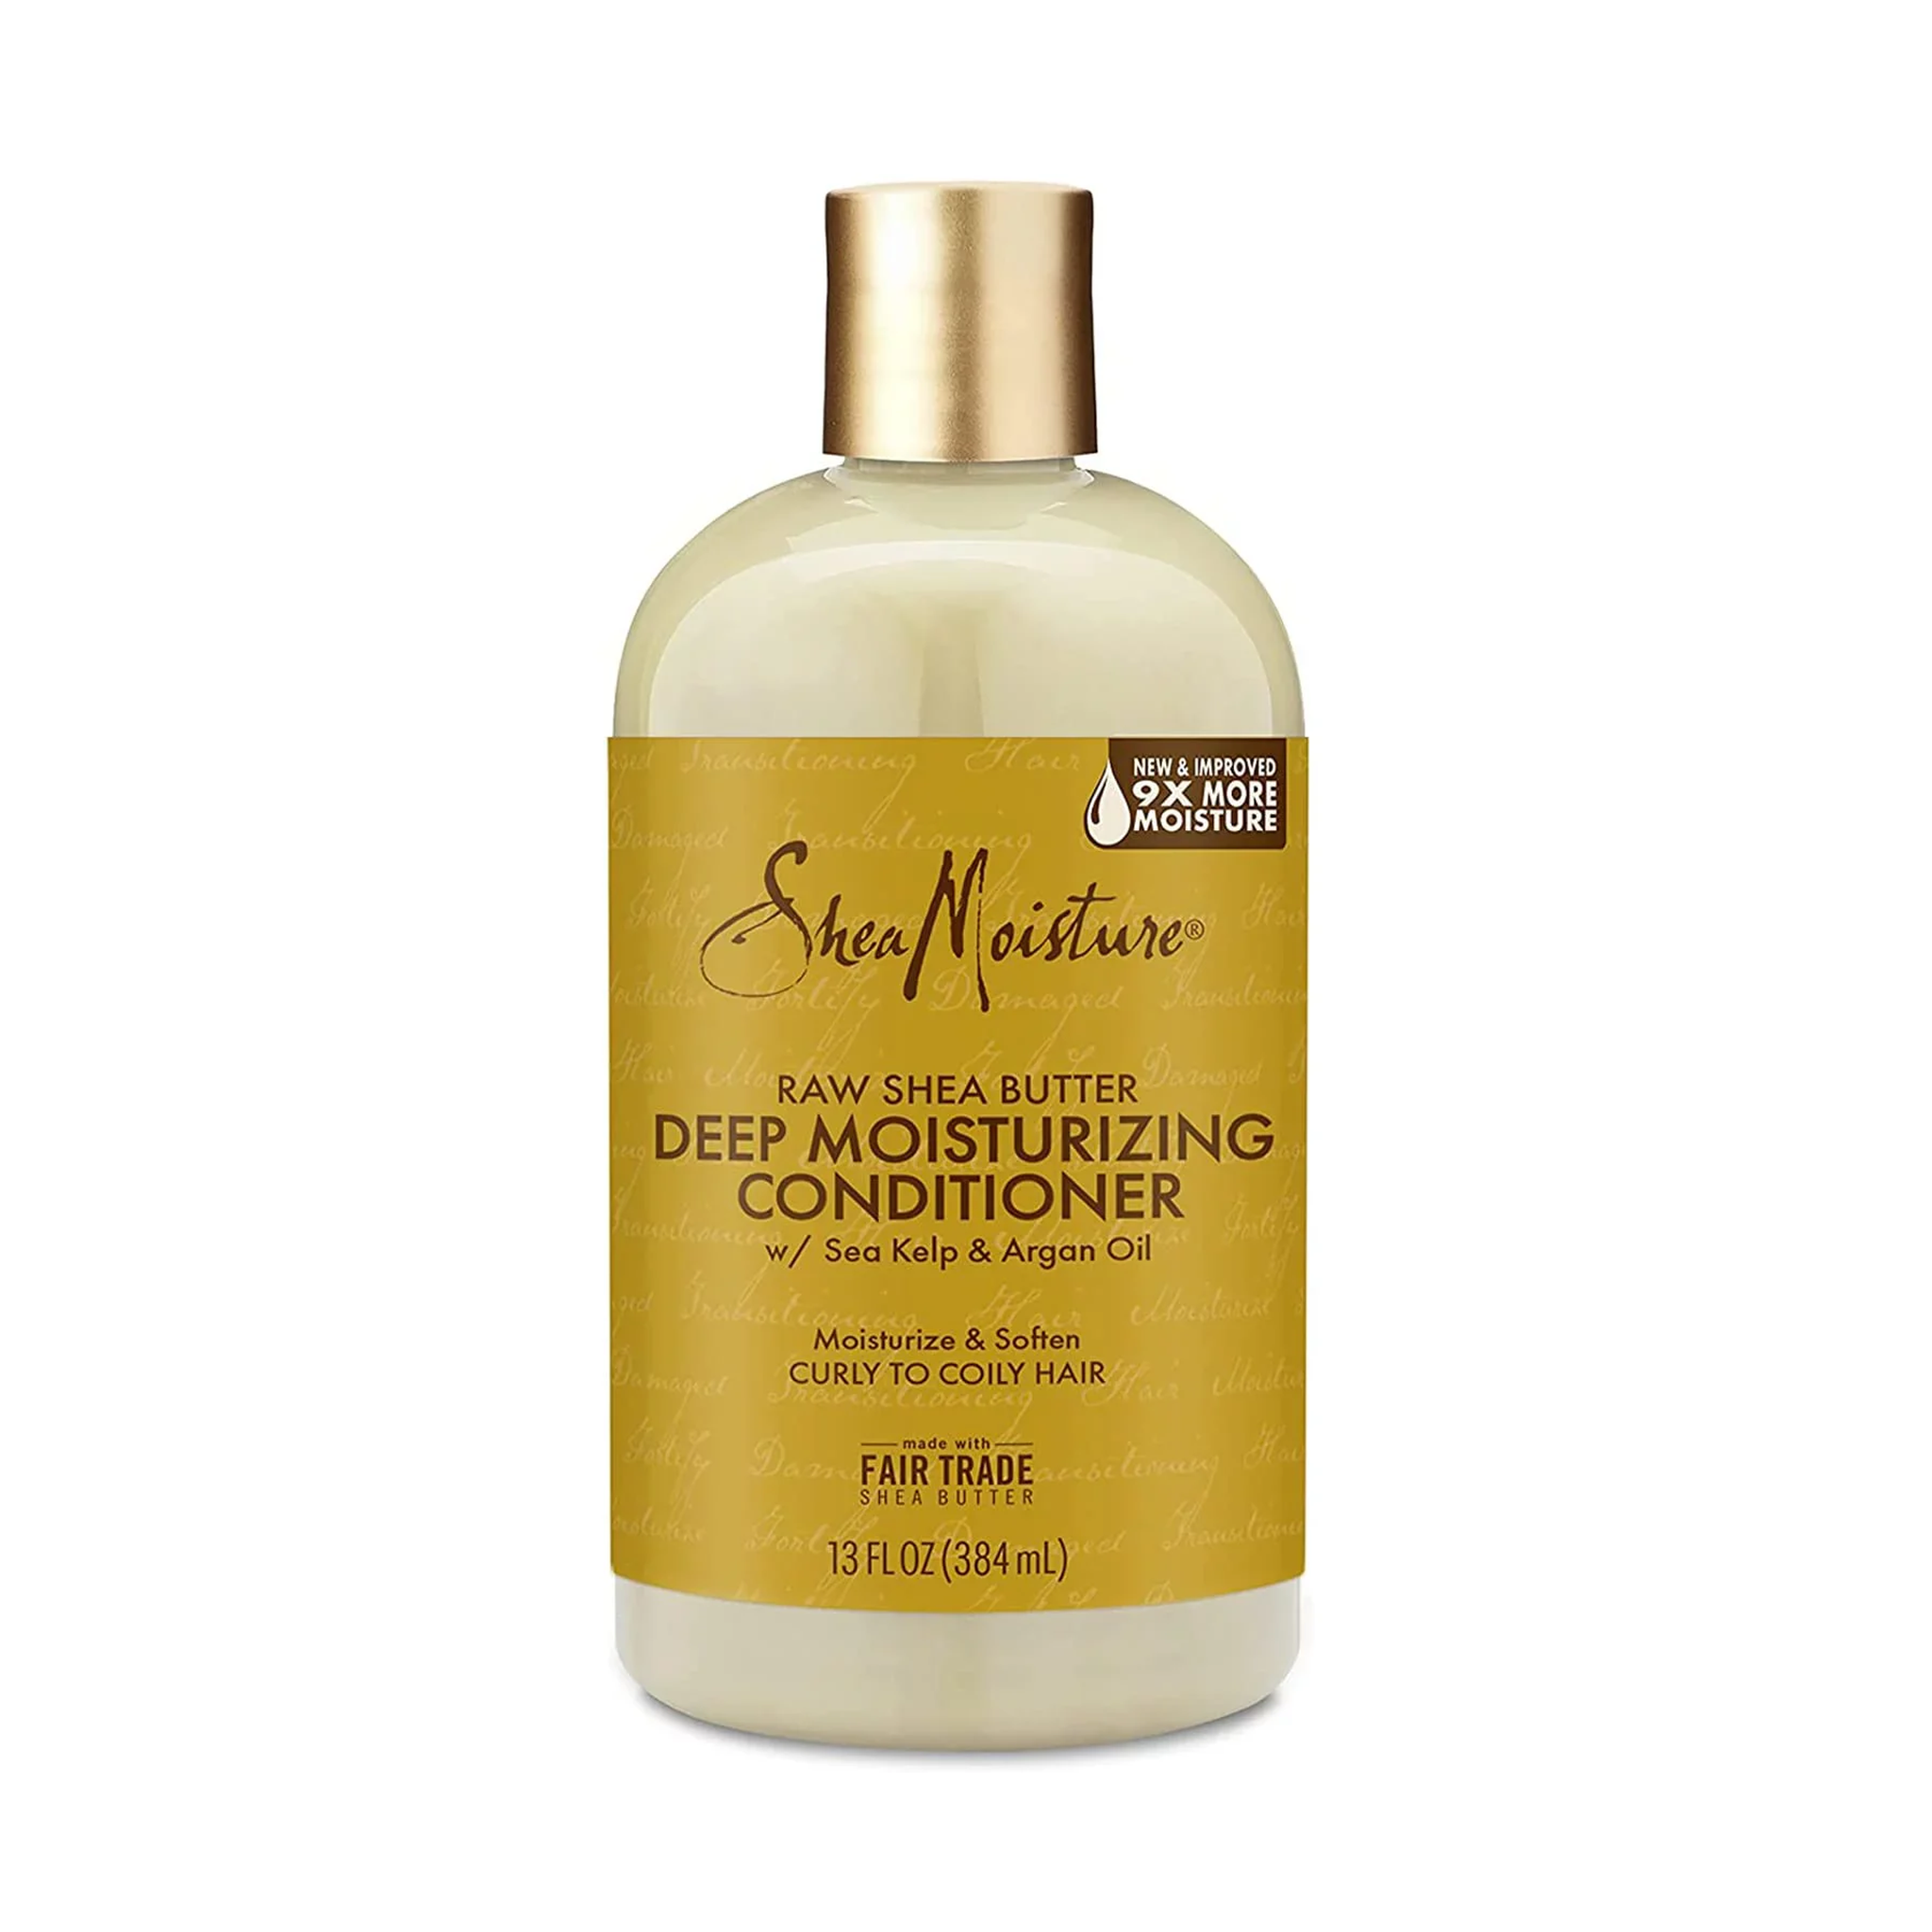 NEW & IMPROVED
9X MORE
MOISTURE
SheaMoisture®
RAW SHEA BUTTER
DEEP MOISTURIZING
CONDITIONER
w/ Sea Kelp & Argan Oil
Moisturize & Soften
CURLY TO COILY HAIR
made with
FAIR TRADE
SHEA BUTTER
13 FL OZ (384 mL)